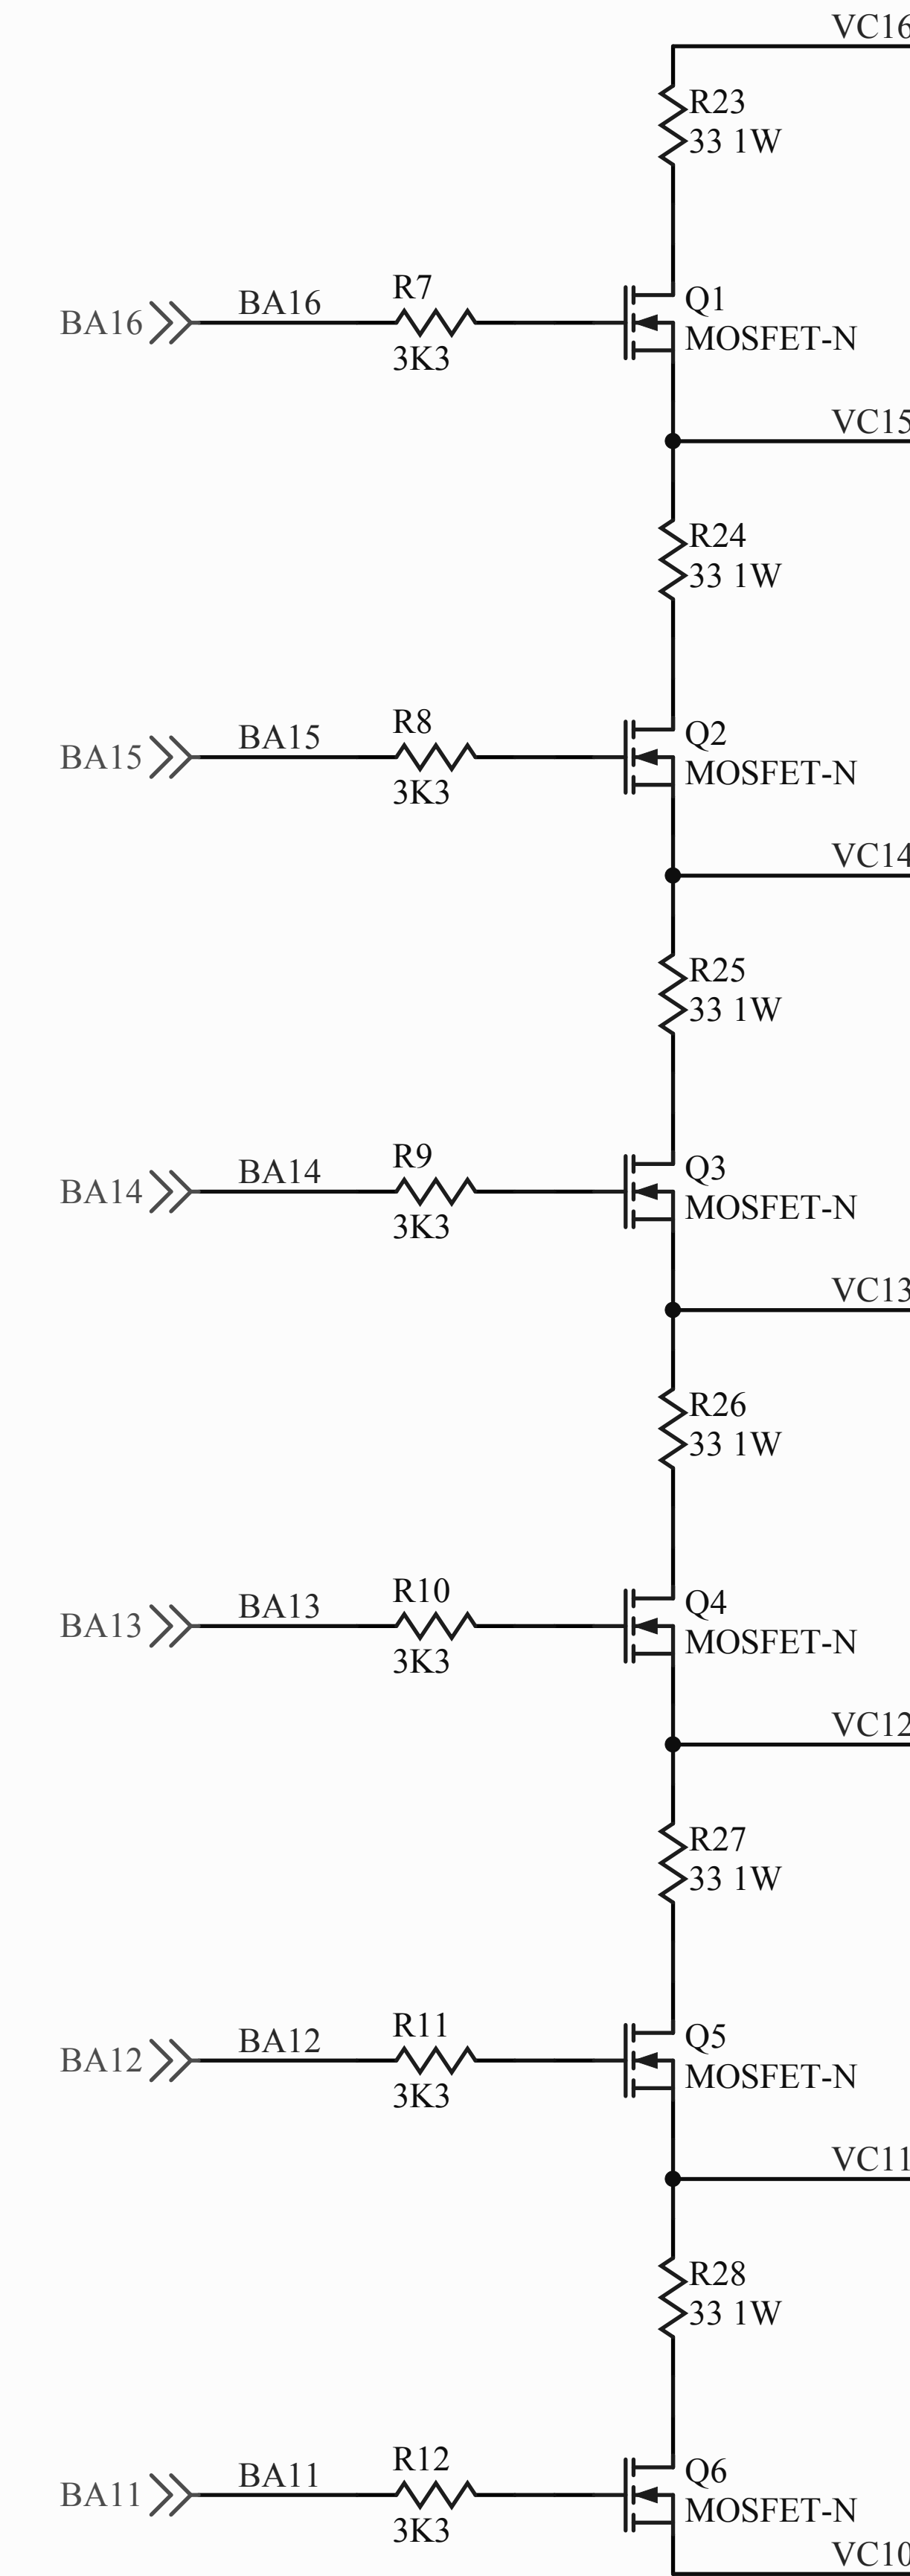 VC16
R23
33 1W
R7
BA16
BA16
3K3
Q1
MOSFET-N
VC15
R24
33 1W
R8
BA15
BA15
3K3
Q2
MOSFET-N
VC14
R25
33 1W
R9
BA14
BA14
3K3
Q3
MOSFET-N
VC13
R26
33 1W
R10
BA13
BA13
3K3
Q4
MOSFET-N
VC12
R27
33 1W
R11
BA12
BA12
3K3
Q5
MOSFET-N
VC11
R28
33 1W
R12
BA11
BA11
3K3
Q6
MOSFET-N
VC10